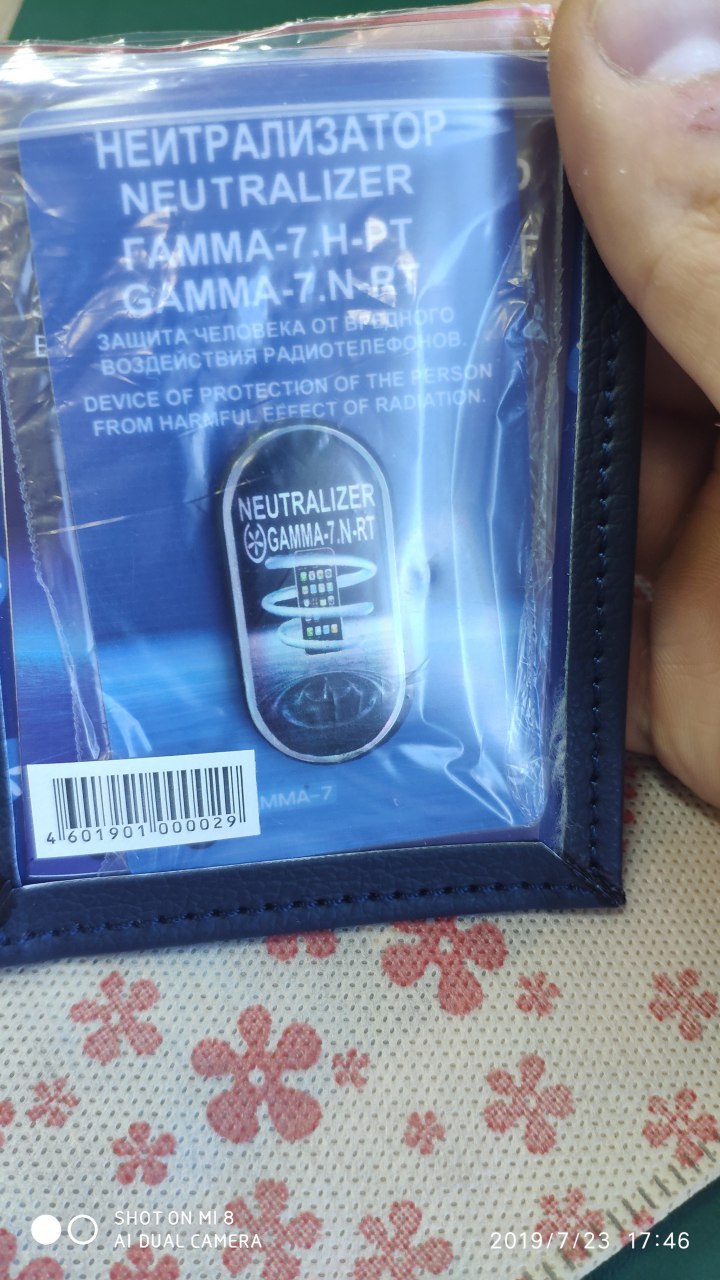 НЕЙТРАЛИЗАТОР
NEUTRALIZER
ГАММА-7.Н-РТ
GAMMA-7.N-RT
ЗАЩИТА ЧЕЛОВЕКА ОТ ВРЕДНОГО
ВОЗДЕЙСТВИЯ РАДИОТЕЛЕФОНОВ.
DEVICE OF PROTECTION OF THE PERSON
FROM HARMFUL EFFECT OF RADIATION.
NEUTRALIZER
GAMMA-7.N-RT
4 601901 000029
SHOT ON MI 8
AI DUAL CAMERA
2019/7/23 17:46